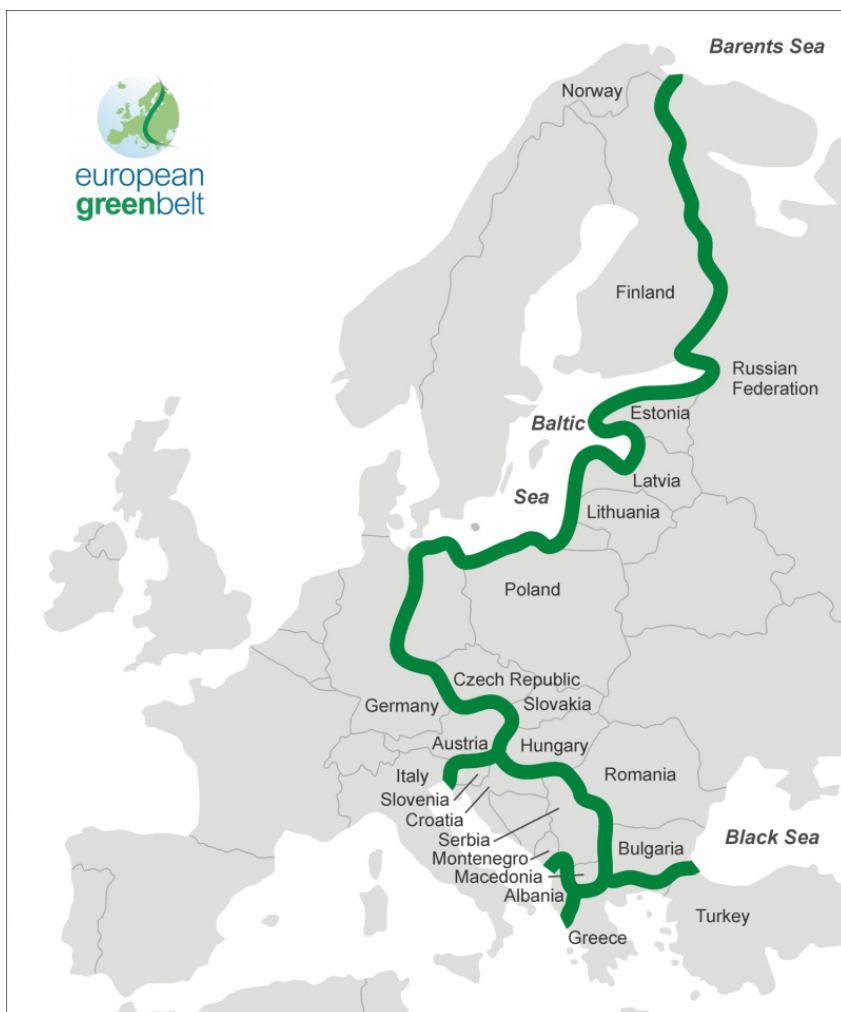 Barents Sea
Norway
european
greenbelt
Finland
Russian
Federation
Estonia
Baltic
Latvia
Sea
Lithuania
Poland
Czech Republic
Slovakia
Germany
Austria
Hungary
Italy
Romania
Slovenia
Croatia
Serbia
Black Sea
Bulgaria
Montenegro
Macedonia
Albania
Turkey
Greece